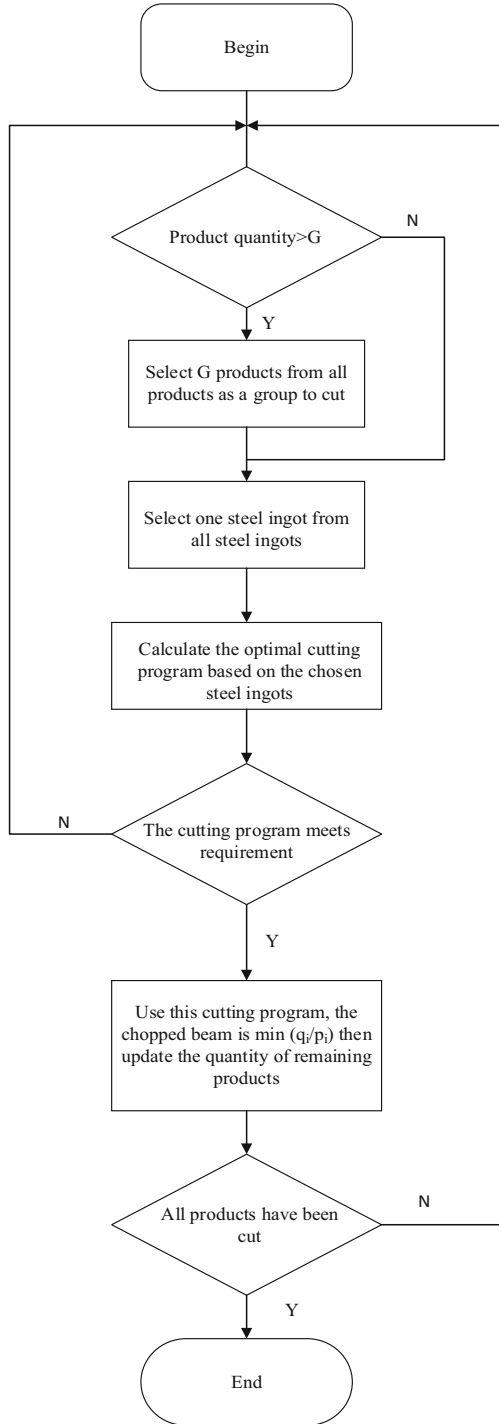 Begin
Product quantity>G
N
Y
Select G products from all
products as a group to cut
Select one steel ingot from
all steel ingots
Calculate the optimal cutting
program based on the chosen
steel ingots
N
The cutting program meets
requirement
Y
Use this cutting program, the
chopped beam is min (qi/pi) then
update the quantity of remaining
products
All products have been
cut
N
Y
End